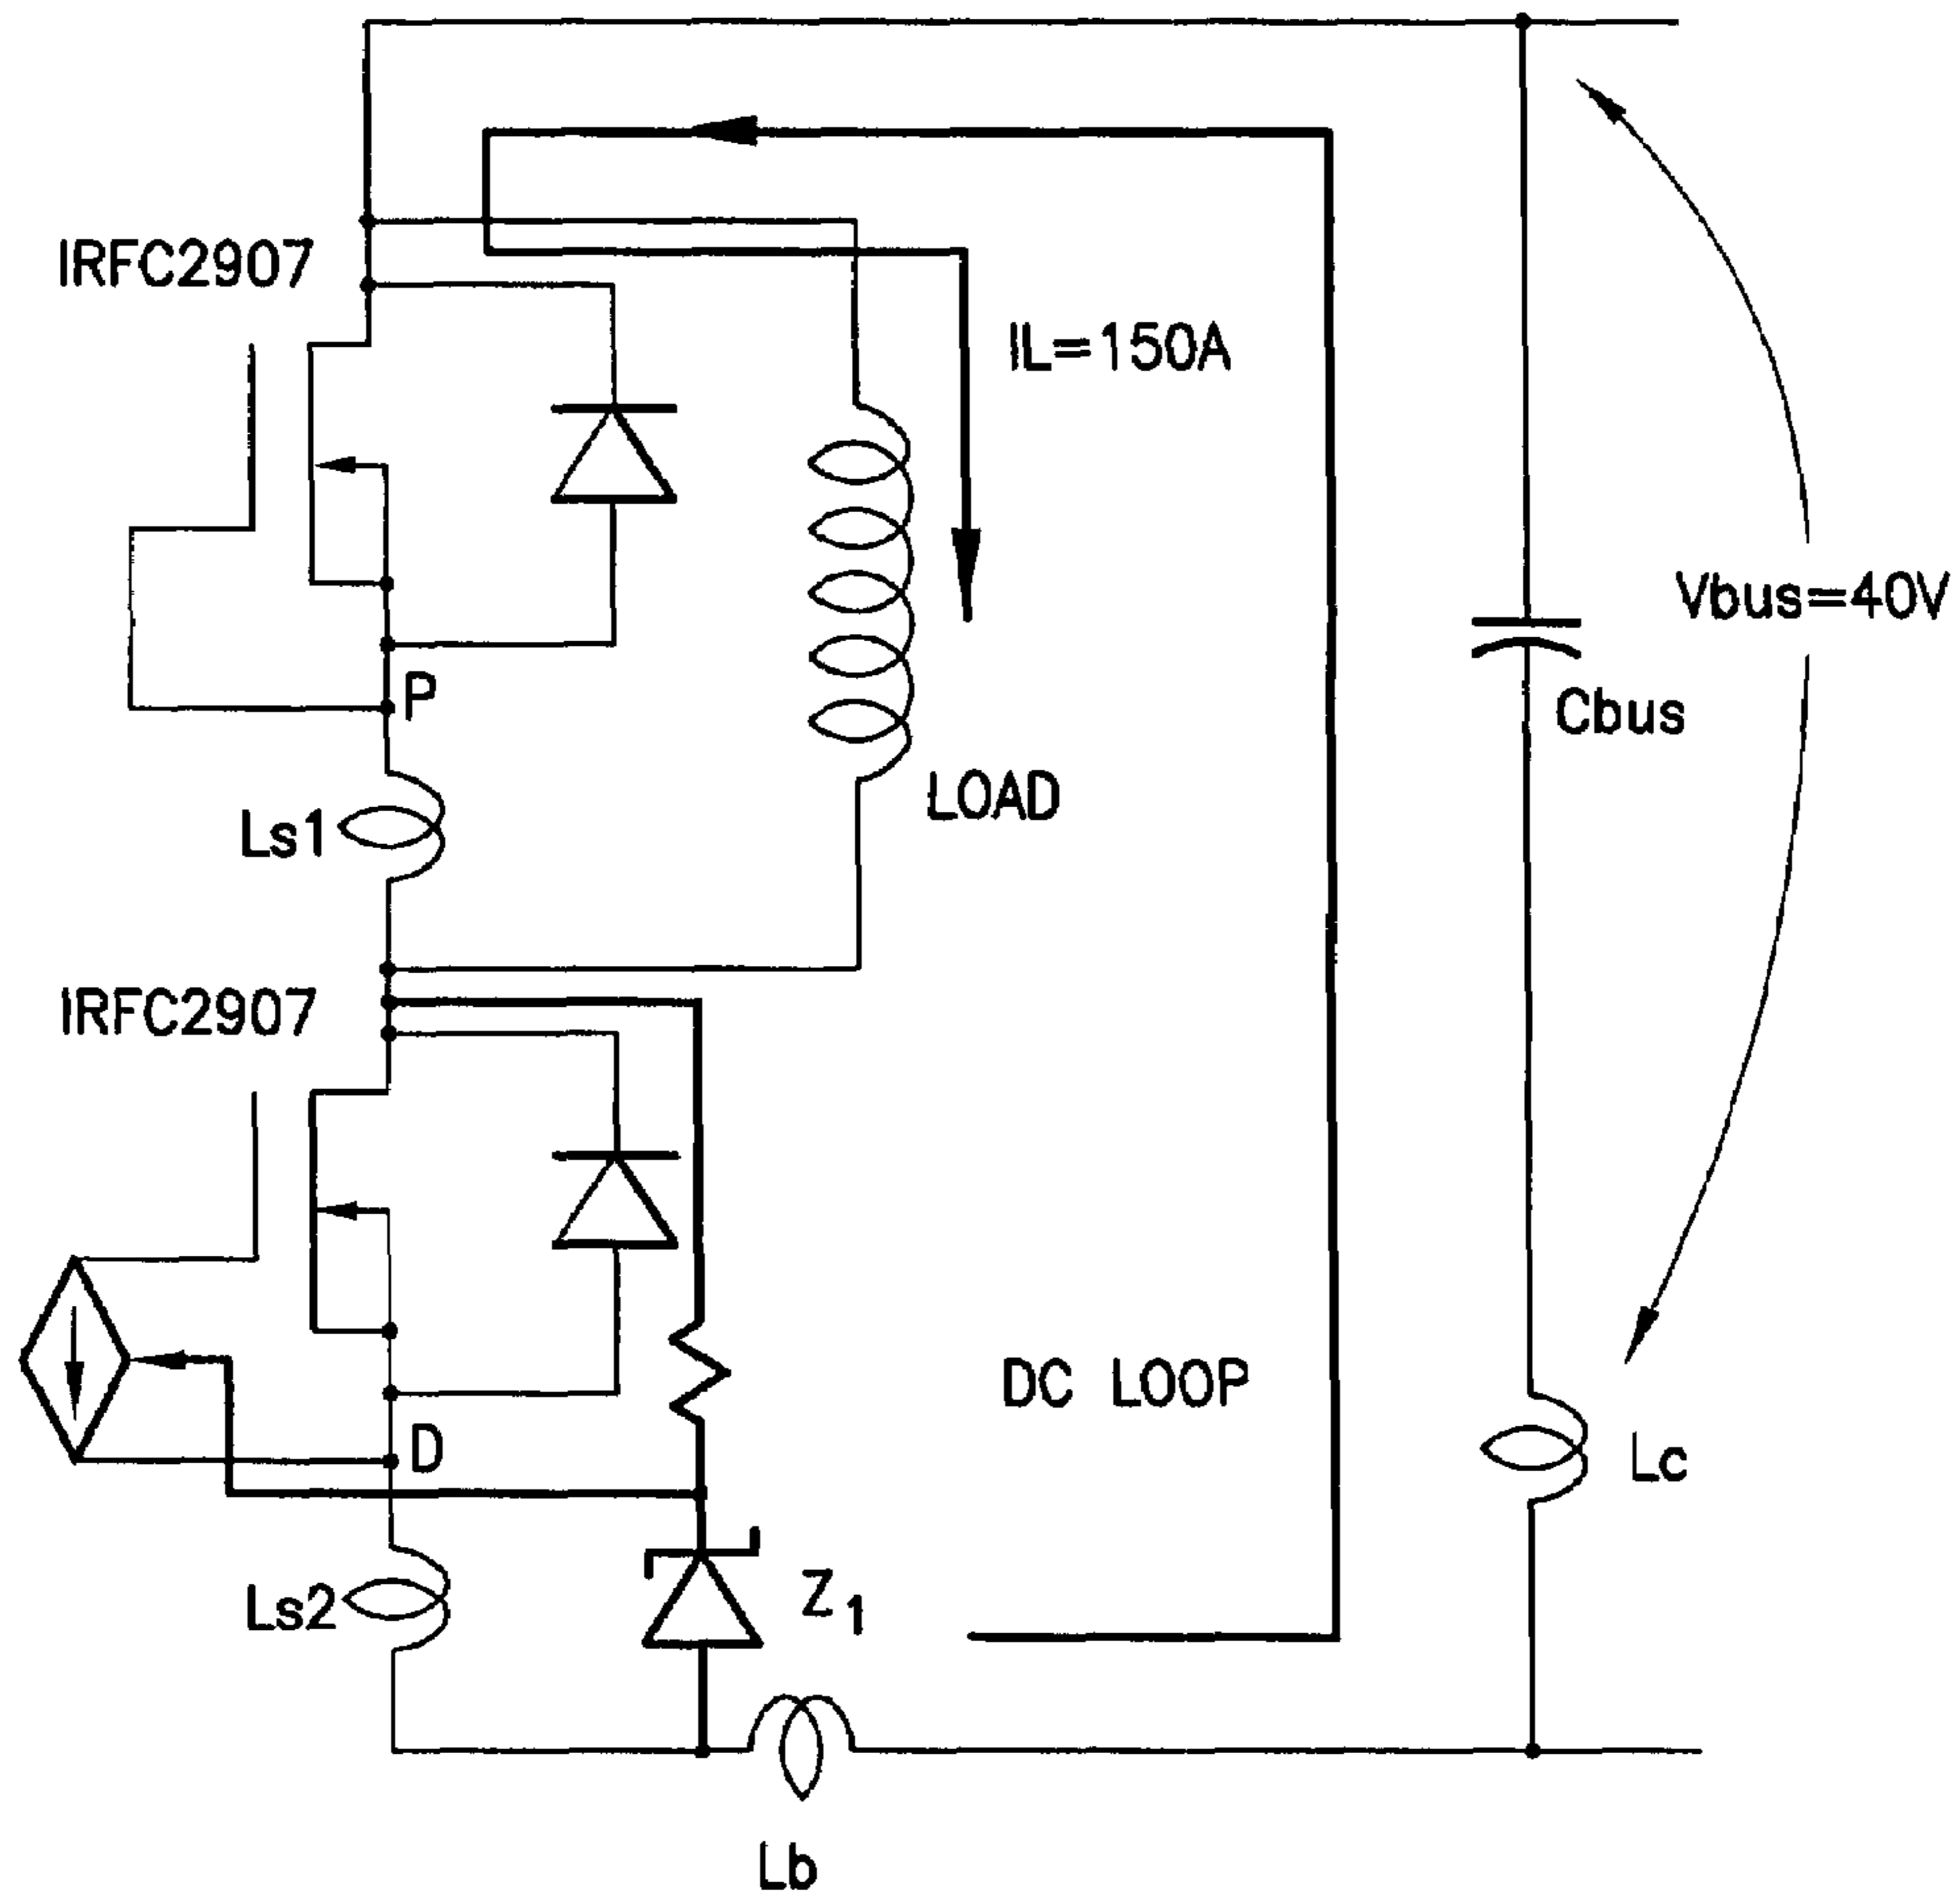 IRFC2907
IL=150A
Vbus=40V
Cbus
P
Ls1
LOAD
IRFC2907
DC LOOP
D
Lc
Ls2
Z1
Lb